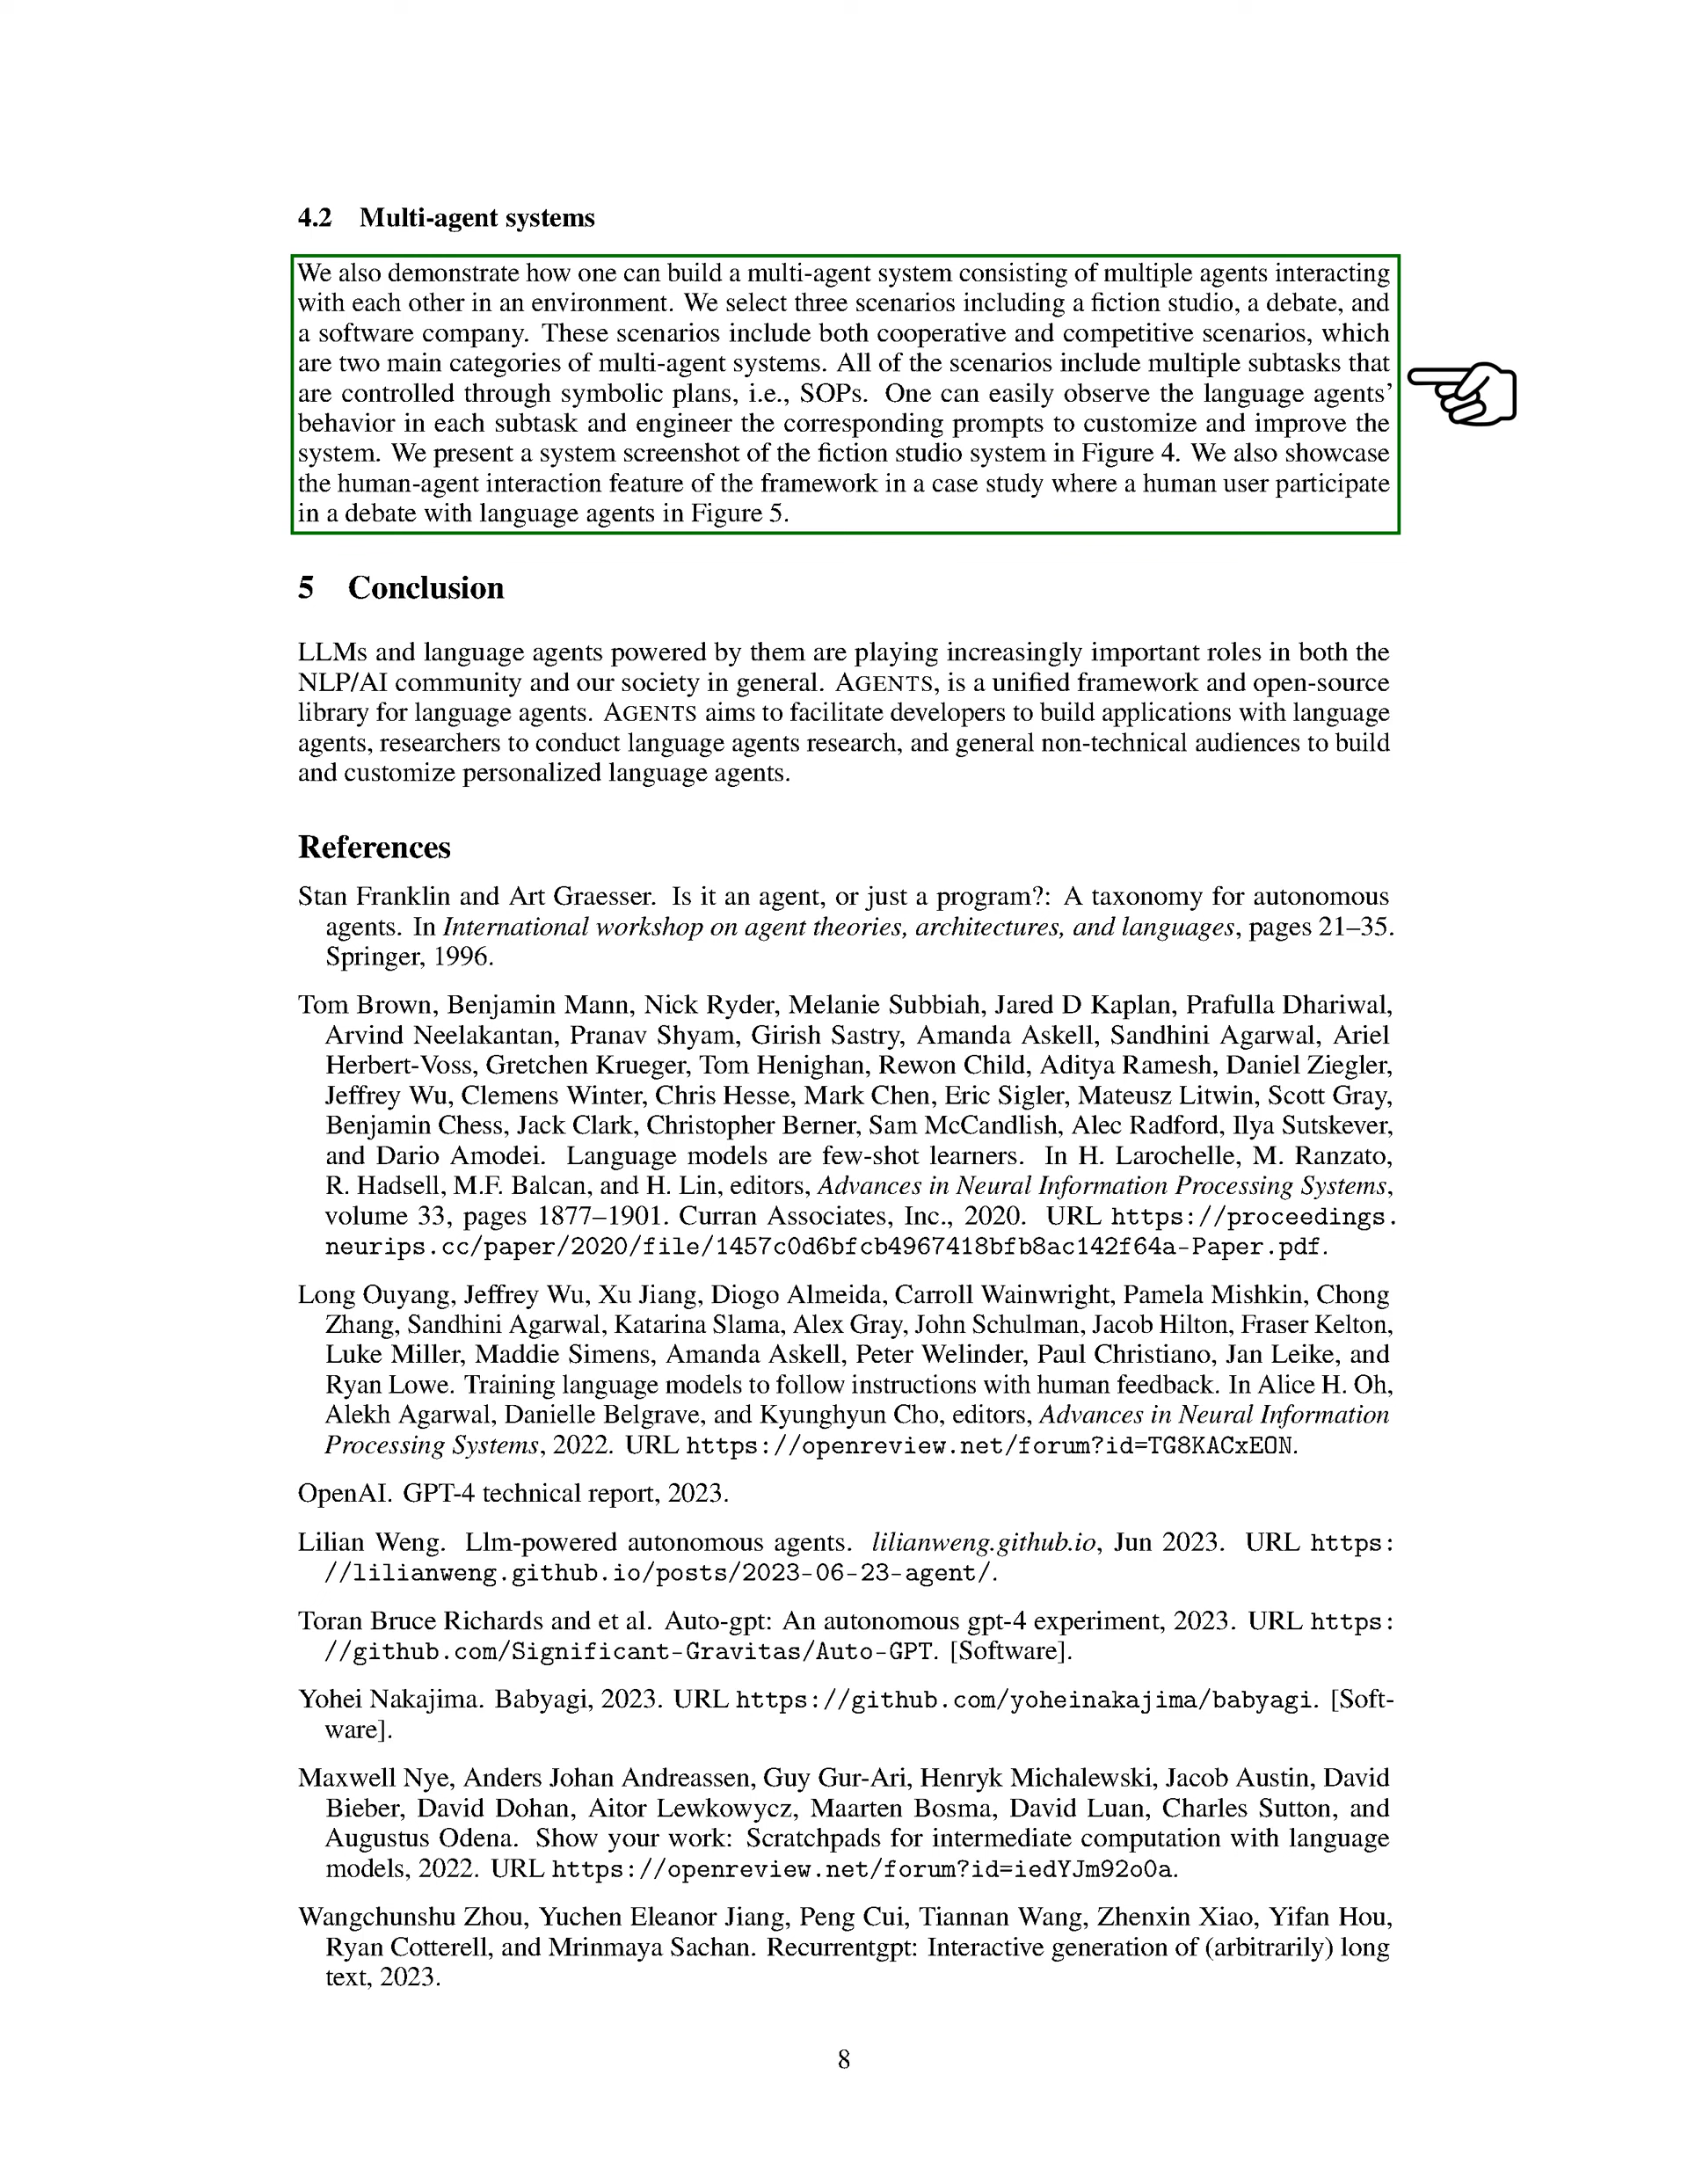 4.2 Multi-agent systems
We also demonstrate how one can build a multi-agent system consisting of multiple agents interacting
with each other in an environment. We select three scenarios including a fiction studio, a debate, and
a software company. These scenarios include both cooperative and competitive scenarios, which
are two main categories of multi-agent systems. All of the scenarios include multiple subtasks that
are controlled through symbolic plans, i.e., SOPs. One can easily observe the language agents’
behavior in each subtask and engineer the corresponding prompts to customize and improve the
system. We present a system screenshot of the fiction studio system in Figure 4. We also showcase
the human-agent interaction feature of the framework in a case study where a human user participate
in a debate with language agents in Figure 5.
5 Conclusion
LLMs and language agents powered by them are playing increasingly important roles in both the
NLP/AI community and our society in general. AGENTS, is a unified framework and open-source
library for language agents. AGENTS aims to facilitate developers to build applications with language
agents, researchers to conduct language agents research, and general non-technical audiences to build
and customize personalized language agents.
References
Stan Franklin and Art Graesser. Is it an agent, or just a program?: A taxonomy for autonomous
agents. In International workshop on agent theories, architectures, and languages, pages 21–35.
Springer, 1996.
Tom Brown, Benjamin Mann, Nick Ryder, Melanie Subbiah, Jared D Kaplan, Prafulla Dhariwal,
Arvind Neelakantan, Pranav Shyam, Girish Sastry, Amanda Askell, Sandhini Agarwal, Ariel
Herbert-Voss, Gretchen Krueger, Tom Henighan, Rewon Child, Aditya Ramesh, Daniel Ziegler,
Jeffrey Wu, Clemens Winter, Chris Hesse, Mark Chen, Eric Sigler, Mateusz Litwin, Scott Gray,
Benjamin Chess, Jack Clark, Christopher Berner, Sam McCandlish, Alec Radford, Ilya Sutskever,
and Dario Amodei. Language models are few-shot learners. In H. Larochelle, M. Ranzato,
R. Hadsell, M.F. Balcan, and H. Lin, editors, Advances in Neural Information Processing Systems,
volume 33, pages 1877–1901. Curran Associates, Inc., 2020. URL https://proceedings.
neurips.cc/paper/2020/file/1457c0d6bfcb4967418bfb8ac142f64a-Paper.pdf.
Long Ouyang, Jeffrey Wu, Xu Jiang, Diogo Almeida, Carroll Wainwright, Pamela Mishkin, Chong
Zhang, Sandhini Agarwal, Katarina Slama, Alex Gray, John Schulman, Jacob Hilton, Fraser Kelton,
Luke Miller, Maddie Simens, Amanda Askell, Peter Welinder, Paul Christiano, Jan Leike, and
Ryan Lowe. Training language models to follow instructions with human feedback. In Alice H. Oh,
Alekh Agarwal, Danielle Belgrave, and Kyunghyun Cho, editors, Advances in Neural Information
Processing Systems, 2022. URL https://openreview.net/forum?id=TG8KACxEON.
OpenAI. GPT-4 technical report, 2023.
Lilian Weng. Llm-powered autonomous agents. lilianweng.github.io, Jun 2023. URL https:
//lilianweng.github.io/posts/2023-06-23-agent/.
Toran Bruce Richards and et al. Auto-gpt: An autonomous gpt-4 experiment, 2023. URL https:
//github.com/Significant-Gravitas/Auto-GPT. [Software].
Yohei Nakajima. Babyagi, 2023. URL https://github.com/yoheinakajima/babyagi. [Soft-
ware].
Maxwell Nye, Anders Johan Andreassen, Guy Gur-Ari, Henryk Michalewski, Jacob Austin, David
Bieber, David Dohan, Aitor Lewkowycz, Maarten Bosma, David Luan, Charles Sutton, and
Augustus Odena. Show your work: Scratchpads for intermediate computation with language
models, 2022. URL https://openreview.net/forum?id=iedYJm92o0a.
Wangchunshu Zhou, Yuchen Eleanor Jiang, Peng Cui, Tiannan Wang, Zhenxin Xiao, Yifan Hou,
Ryan Cotterell, and Mrinmaya Sachan. Recurrentgpt: Interactive generation of (arbitrarily) long
text, 2023.
8